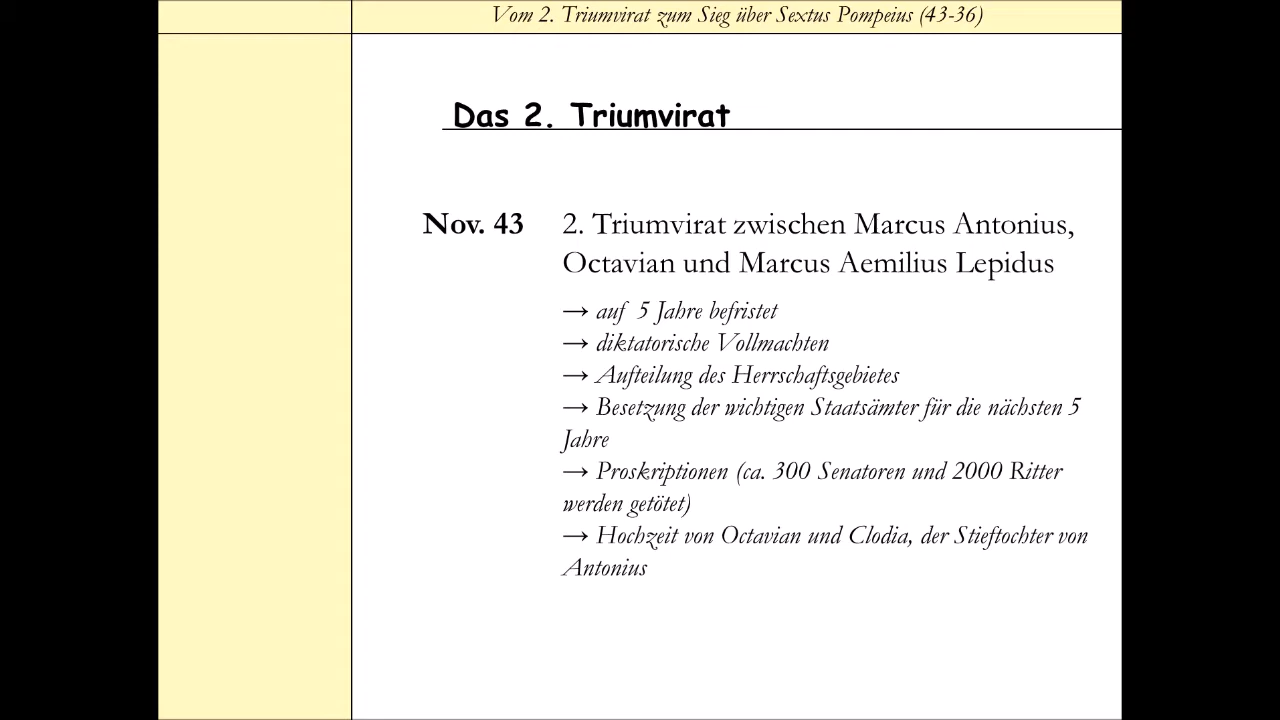 Vom 2. Triumvirat zum Sieg über Sextus Pompeius (43-36)
Das 2. Triumvirat
Nov. 43 2. Triumvirat zwischen Marcus Antonius,
Octavian und Marcus Aemilius Lepidus
→ auf 5 Jahre befristet
→ diktatorische Vollmachten
→ Aufteilung des Herrschaftsgebietes
→ Besetzung der wichtigen Staatsämter für die nächsten 5
Jahre
→ Proskriptionen (ca. 300 Senatoren und 2000 Ritter
werden getötet)
→ Hochzeit von Octavian und Clodia, der Stieftochter von
Antonius